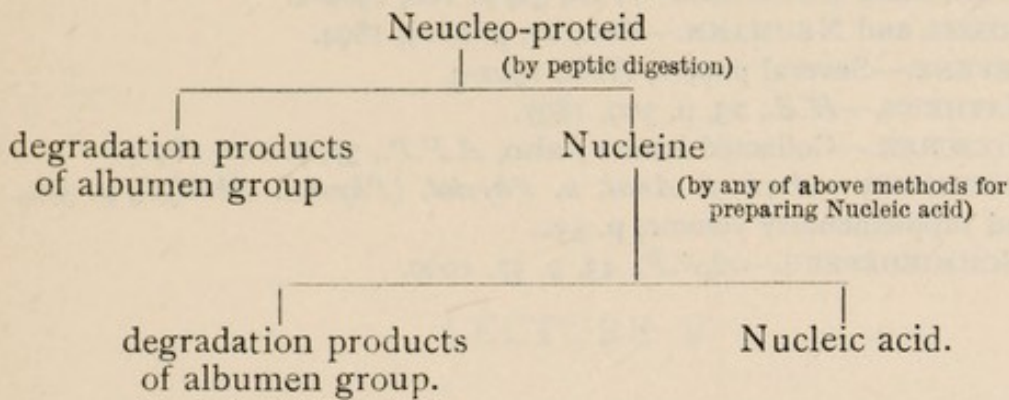 Neucleo-proteid
(by peptic digestion)
degradation products
of albumen group
Nucleine
(by any of above methods for
preparing Nucleic acid)
degradation products
of albumen group.
Nucleic acid.